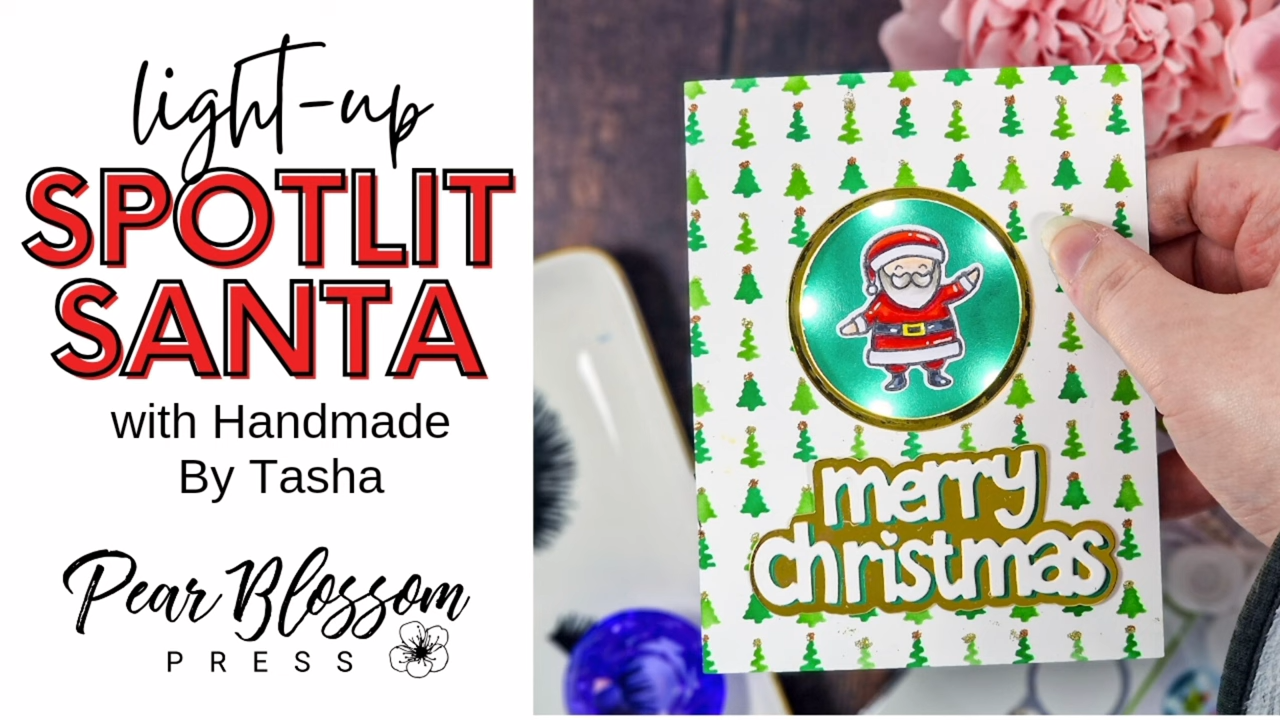 light-up
SPOTLIT
SANTA
with Handmade
By Tasha
Pear Blossom
PRESS
merry
christmas